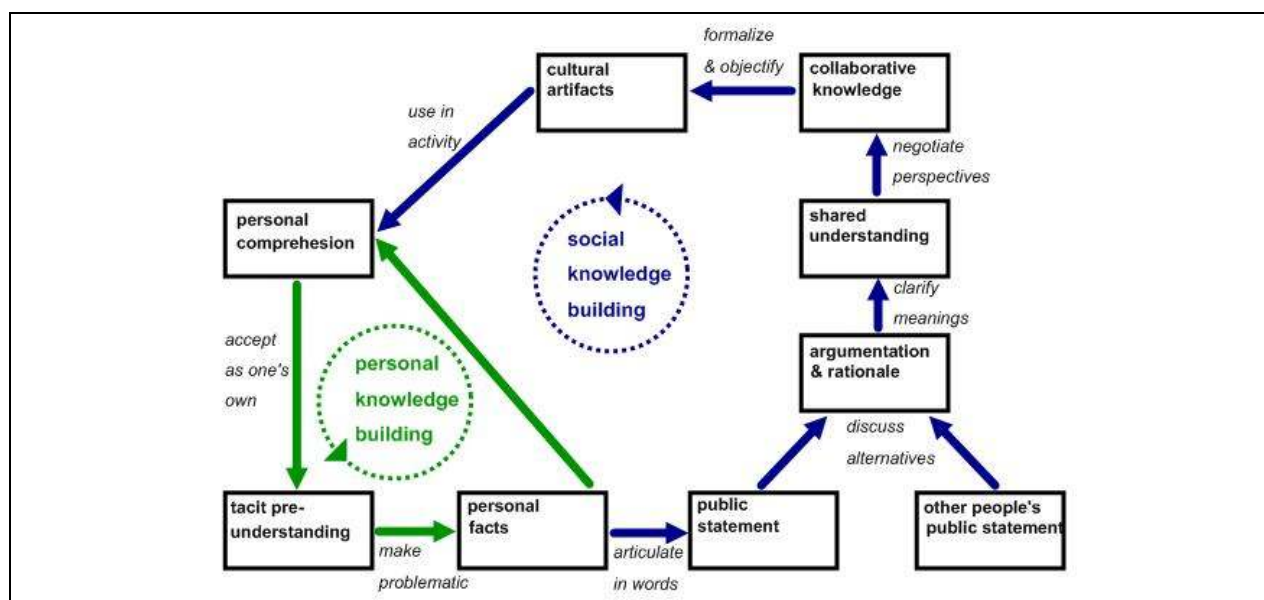 formalize
& objectify
cultural
artifacts
collaborative
knowledge
use in
activity
negotiate
perspectives
personal
comprehesion
social
knowledge
building
shared
understanding
clarify
meanings
accept
as one's
own
personal
knowledge
building
argumentation
& rationale
discuss
alternatives
tacit pre-
understanding
personal
facts
public
statement
other people's
public statement
make
problematic
articulate
in words